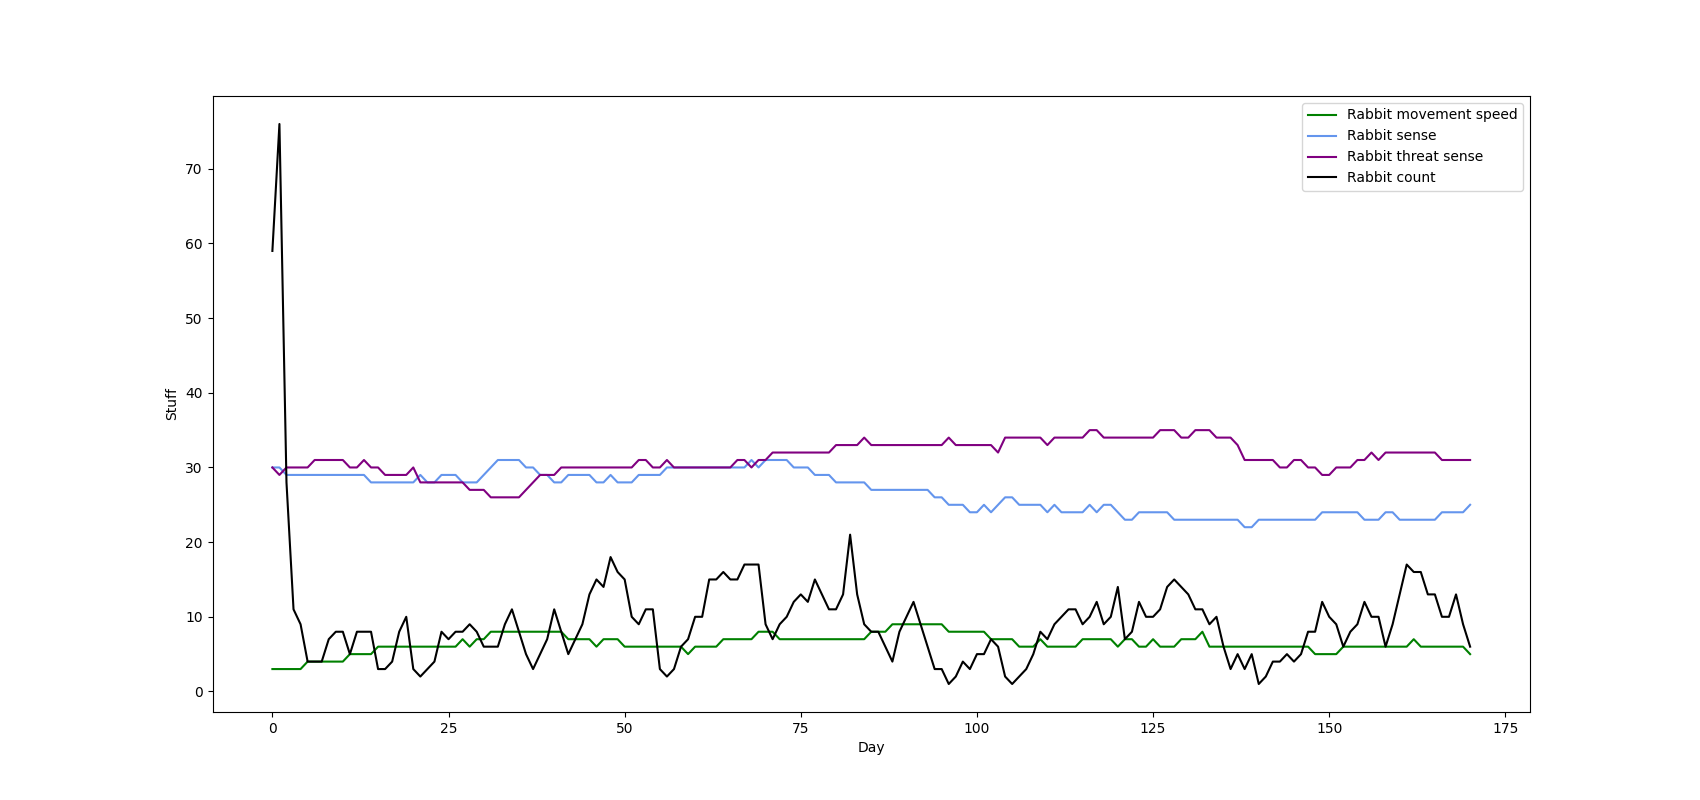 Rabbit movement speed
Rabbit sense
Rabbit threat sense
Rabbit count
70
60
50
40
30
20
10
0
Stuff
0 25 50 75 100 125 150 175
Day